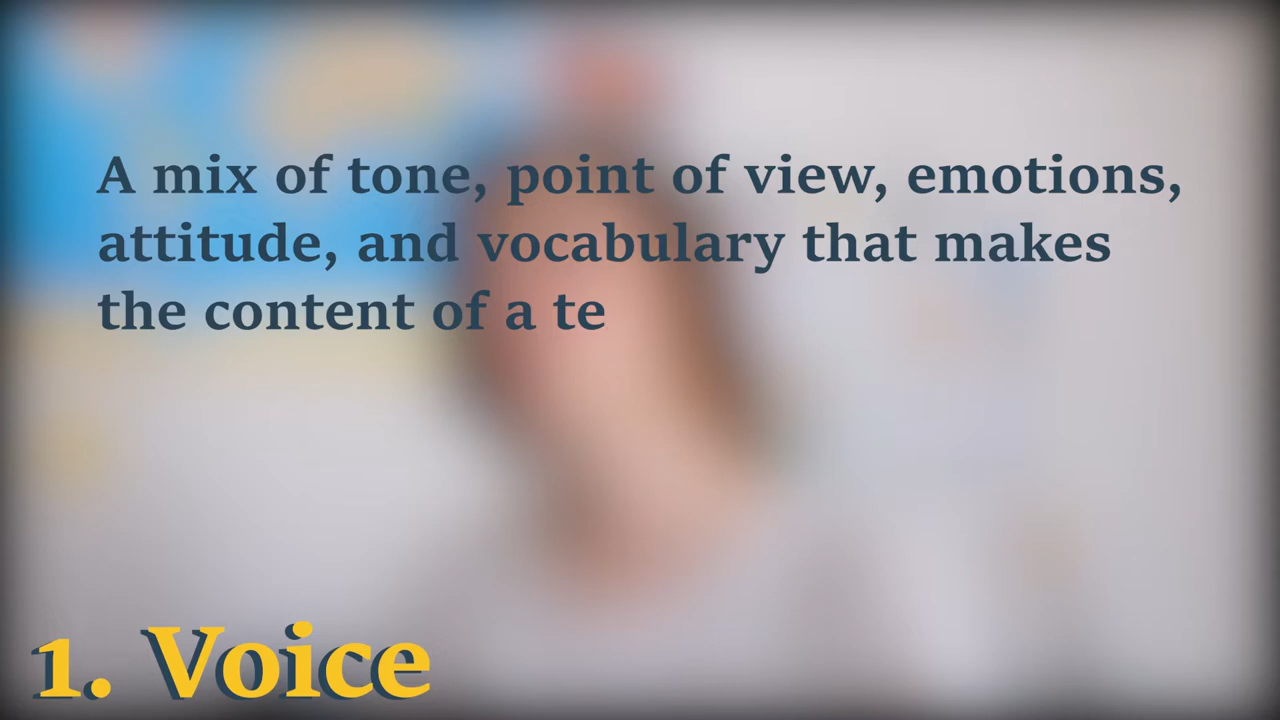 A mix of tone, point of view, emotions,
attitude, and vocabulary that makes
the content of a te
1. Voice